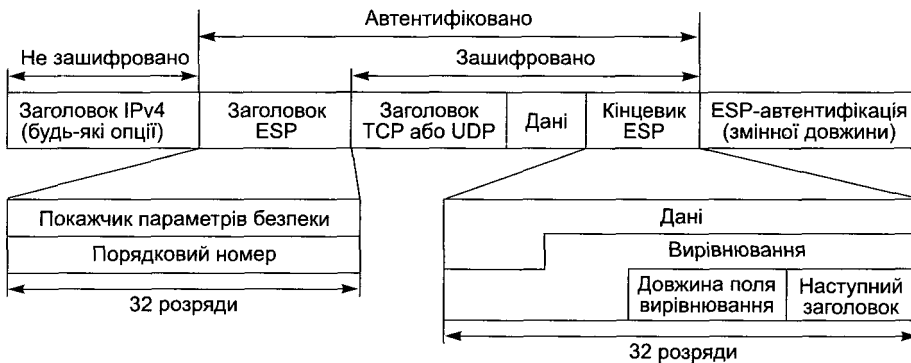 Автентифіковано
Не зашифровано
Зашифровано
Заголовок IPv4
(будь-які опції)
Заголовок
ESP
Заголовок
TCP або UDP
Дані
Кінцевик
ESP
ESP-автентифікація
(змінної довжини)
Покажчик параметрів безпеки
Порядковий номер
32 розряди
Дані
Вирівнювання
Довжина поля
вирівнювання
Наступний
заголовок
32 розряди